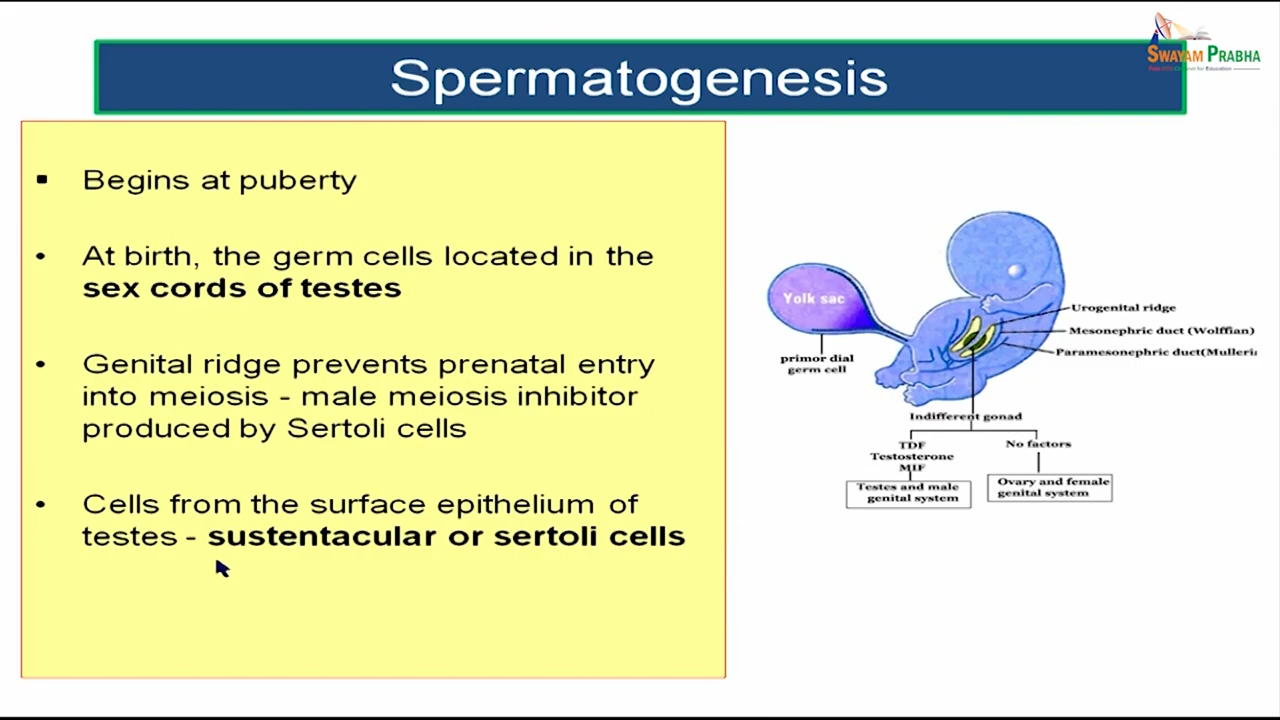 SWAYAM PRABHA
Spermatogenesis
Begins at puberty
At birth, the germ cells located in the
sex cords of testes
Genital ridge prevents prenatal entry
into meiosis - male meiosis inhibitor
produced by Sertoli cells
Cells from the surface epithelium of
testes - sustentacular or sertoli cells
Yolk sac
primor dial
germ cell
Urogenital ridge
Mesonephric duct (Wolffian)
Paramesonephric duct(Mulleri
Indifferent gonad
TDF
Testosterone
MIF
No factors
Testes and male
genital system
Ovary and female
genital system